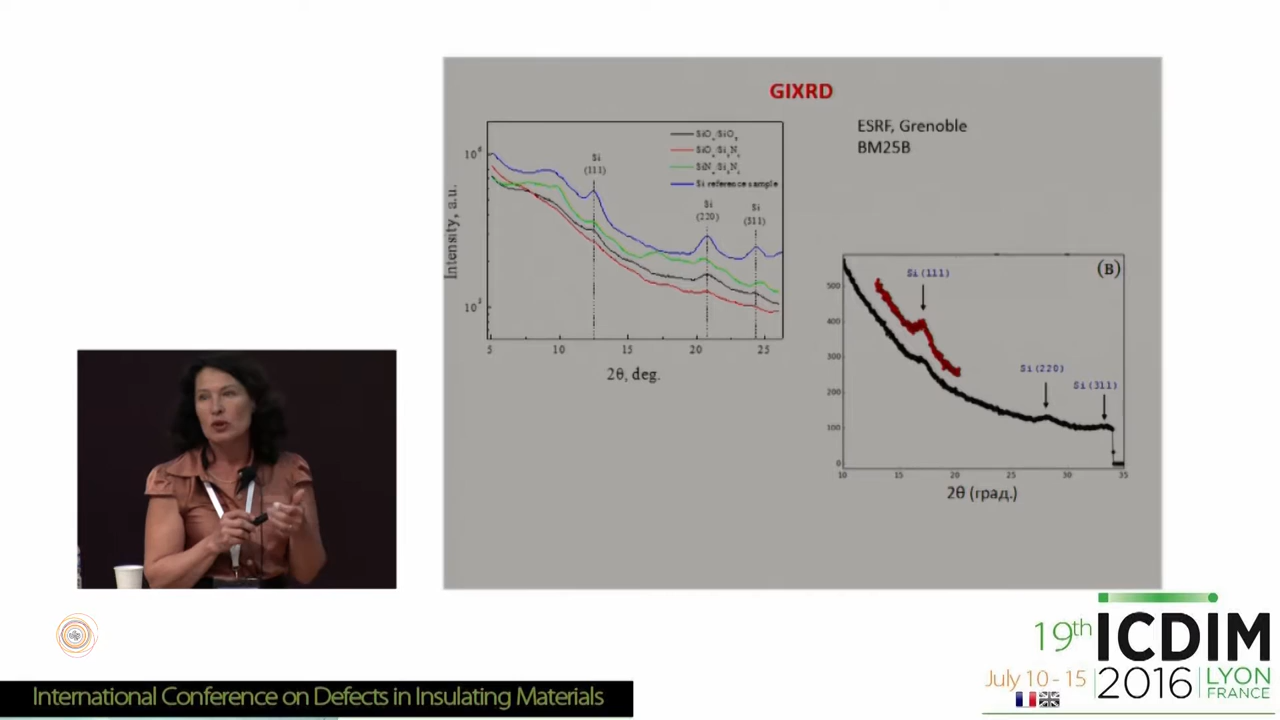 GIXRD
ESRF, Grenoble
BM25B
Si reference sample
Si
(111)
Si
(220)
Si
(311)
Intensity, a.u.
5 10 15 20 25
2θ, deg.
(в)
Si(111)
Si(220)
Si(311)
500
400
300
200
100
0
10 15 20 25 30 35
2θ (град.)
19th ICDIM
July 10 - 15 2016 LYON
FRANCE
International Conference on Defects in Insulating Materials